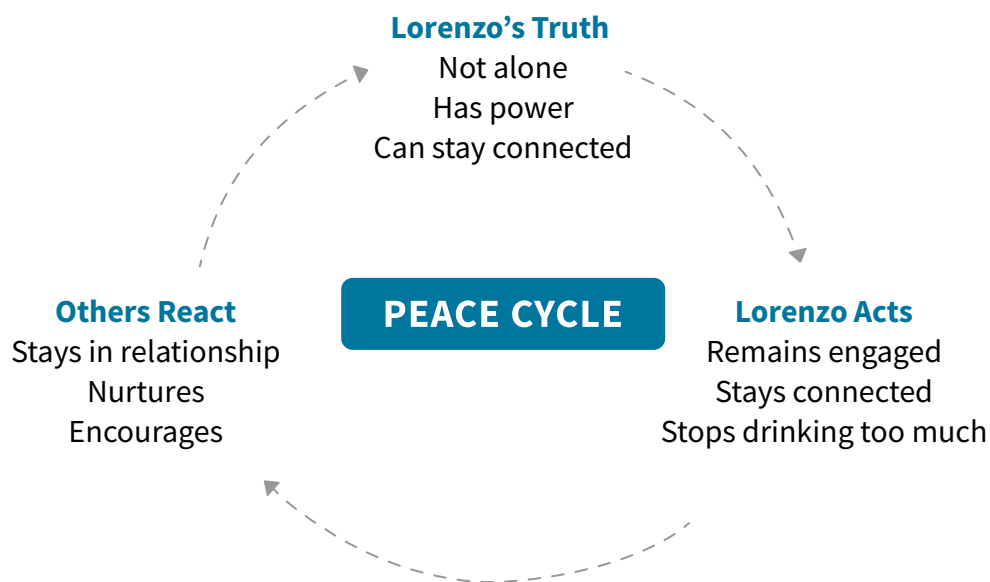 Lorenzo’s Truth
Not alone
Has power
Can stay connected
PEACE CYCLE
Others React
Stays in relationship
Nurtures
Encourages
Lorenzo Acts
Remains engaged
Stays connected
Stops drinking too much